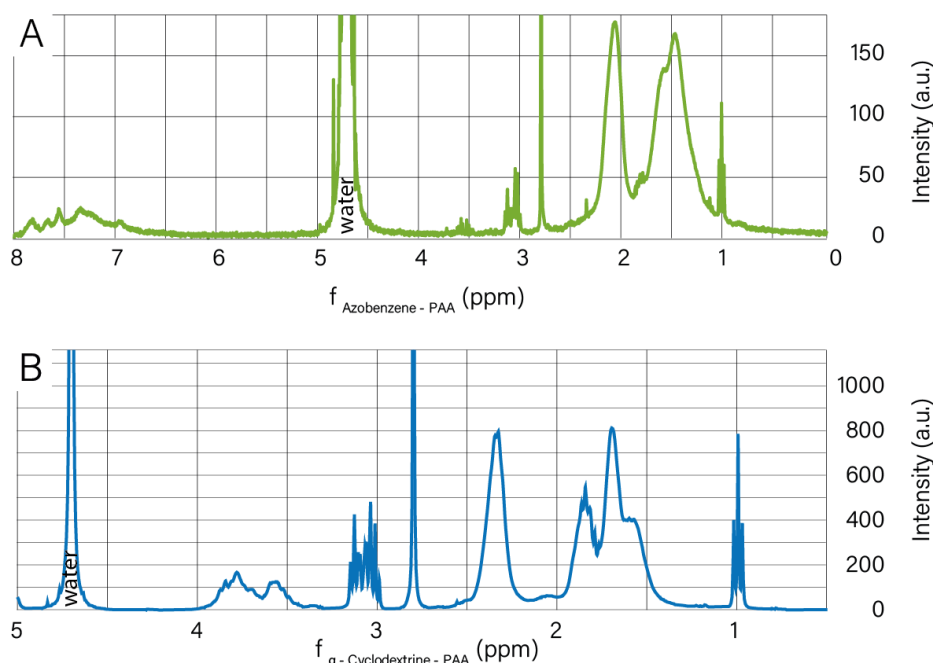 A
150
100
50
0
Intensity (a.u.)
water
8 7 6 5 4 3 2 1 0
f Azobenzene - PAA (ppm)
B
1000
800
600
400
200
0
Intensity (a.u.)
water
5 4 3 2 1
f α - Cyclodextrine - PAA (ppm)